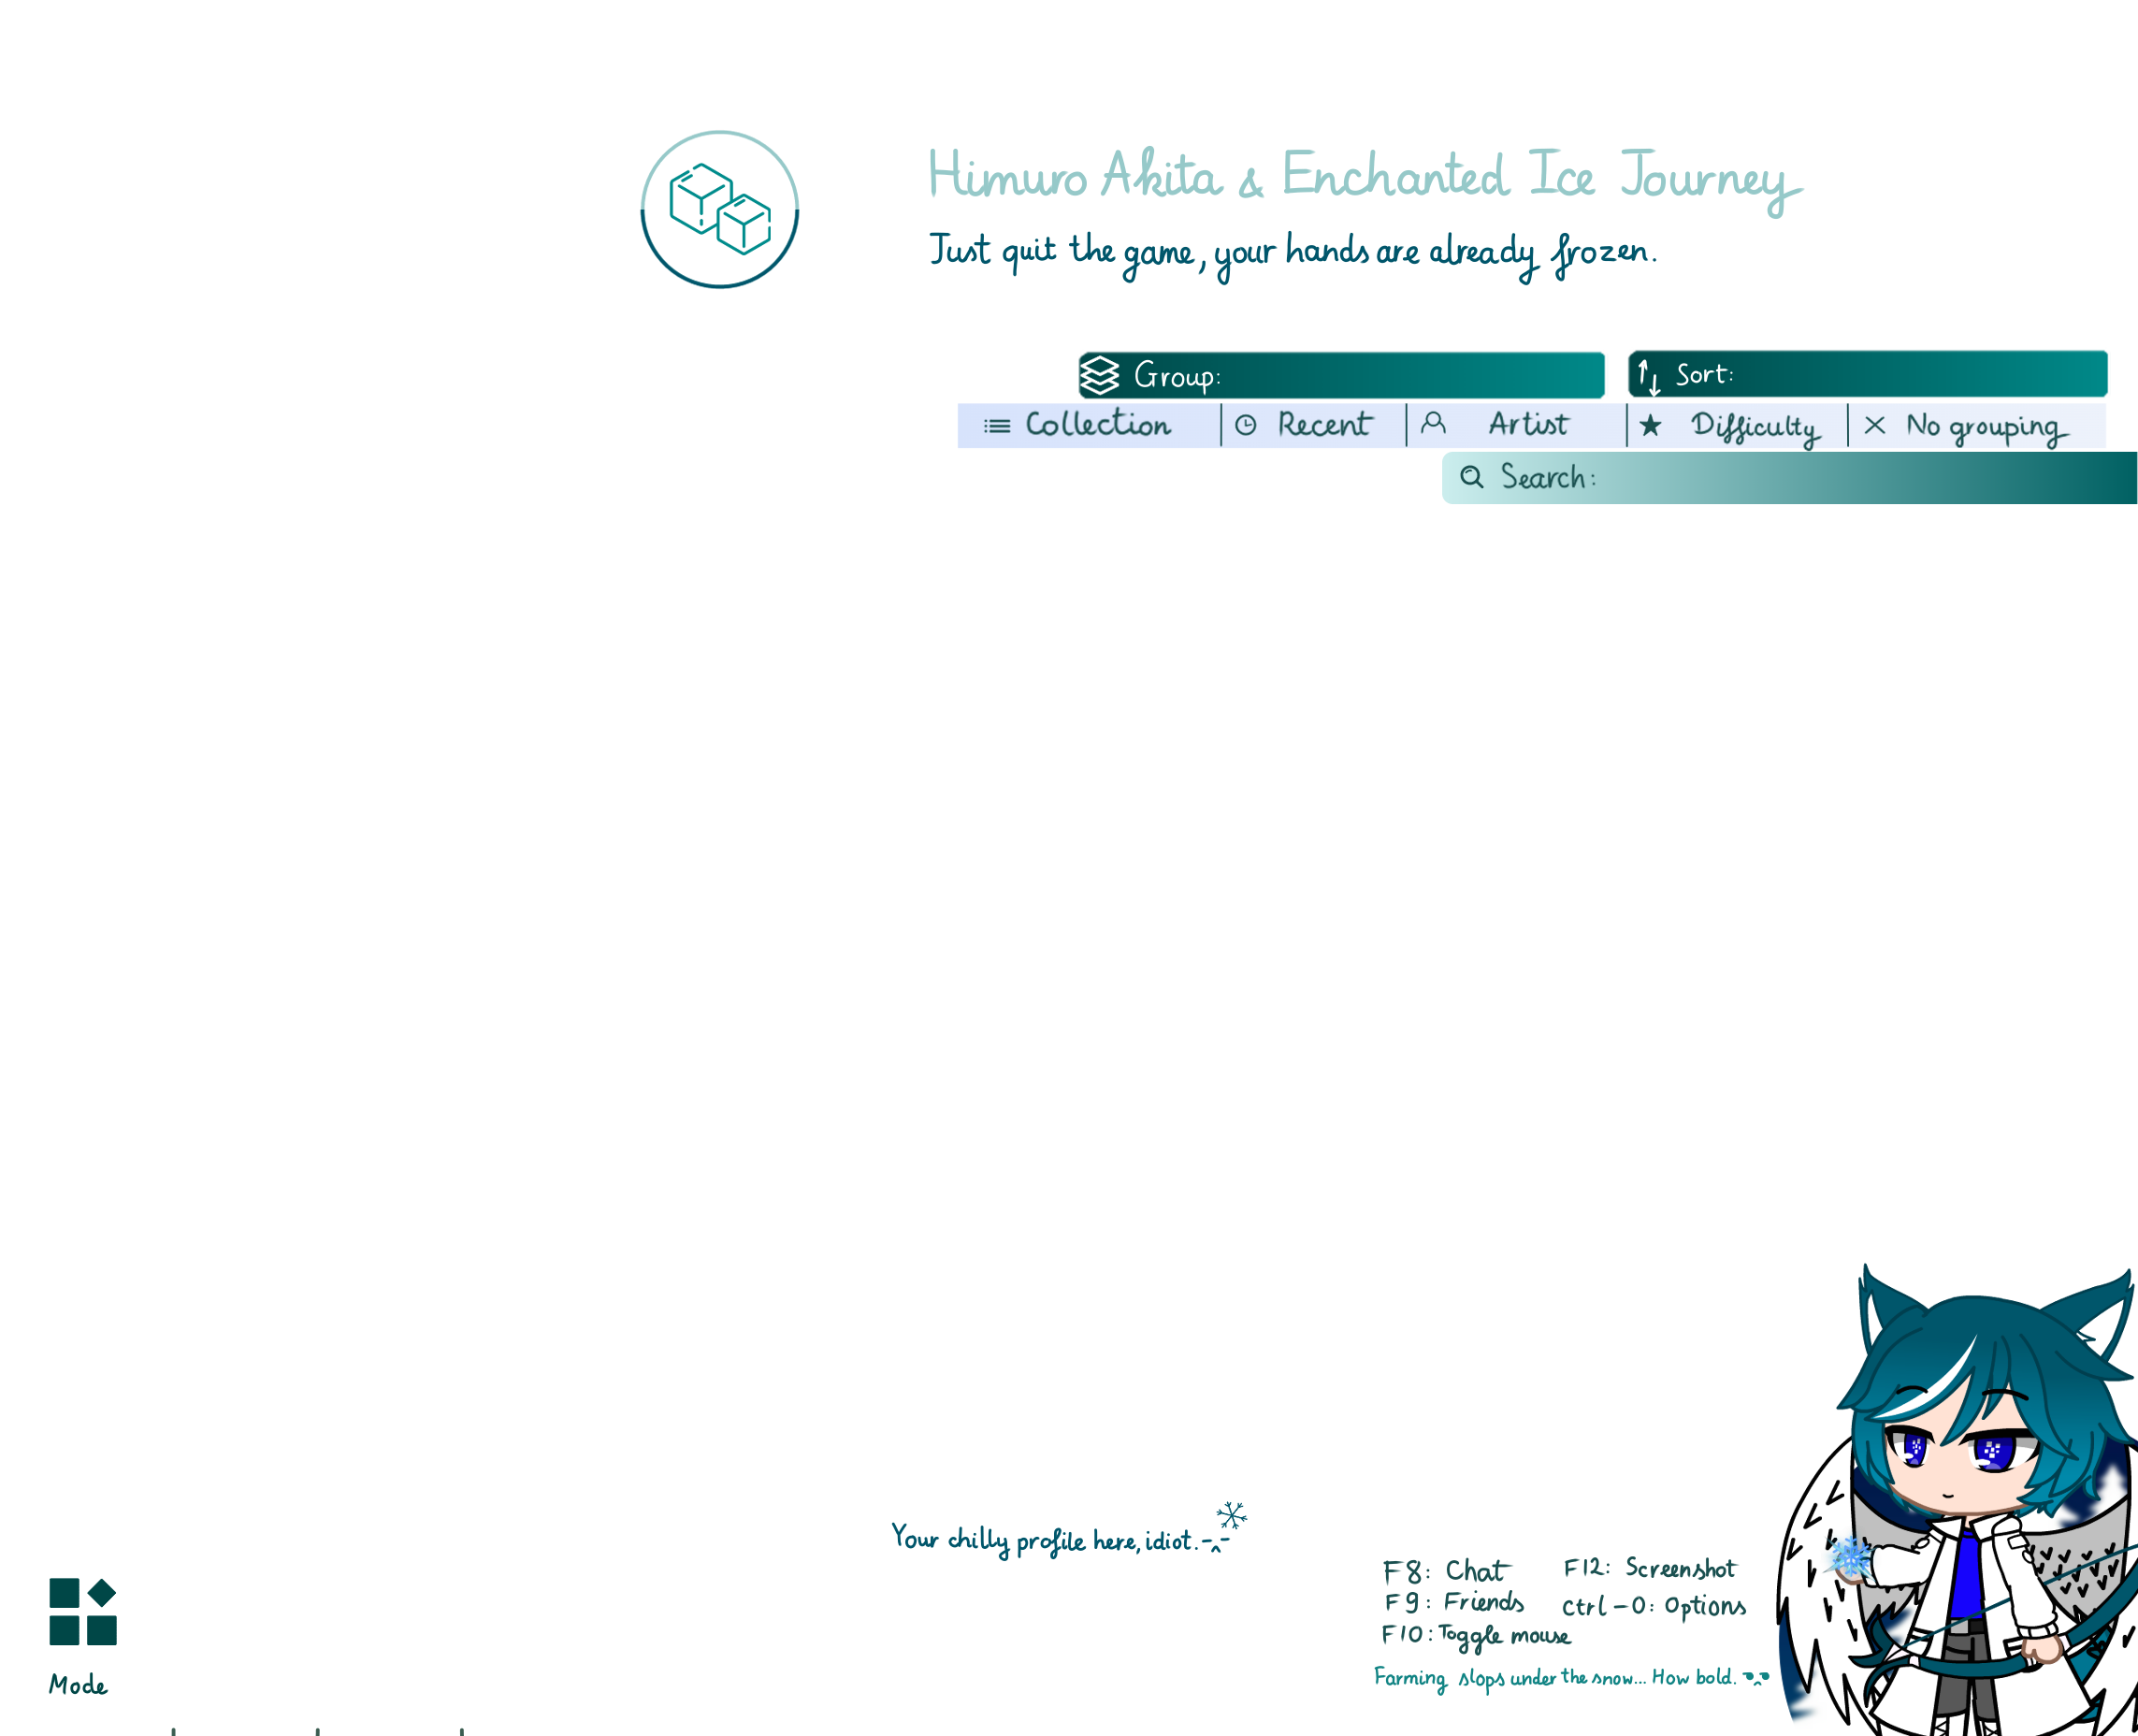 Himuro Akita & Enchanted Ice Journey
Just quit the game, your hands are already frozen.
Group:
Sort:
Collection
Recent
Artist
Difficulty
No grouping
Search:
Your chilly profile here, idiot.-^-
F8: Chat
F12: Screenshot
F9: Friends
ctrl-O: Options
F10: Toggle mouse
Farming slops under the snow... How bold.
Mode